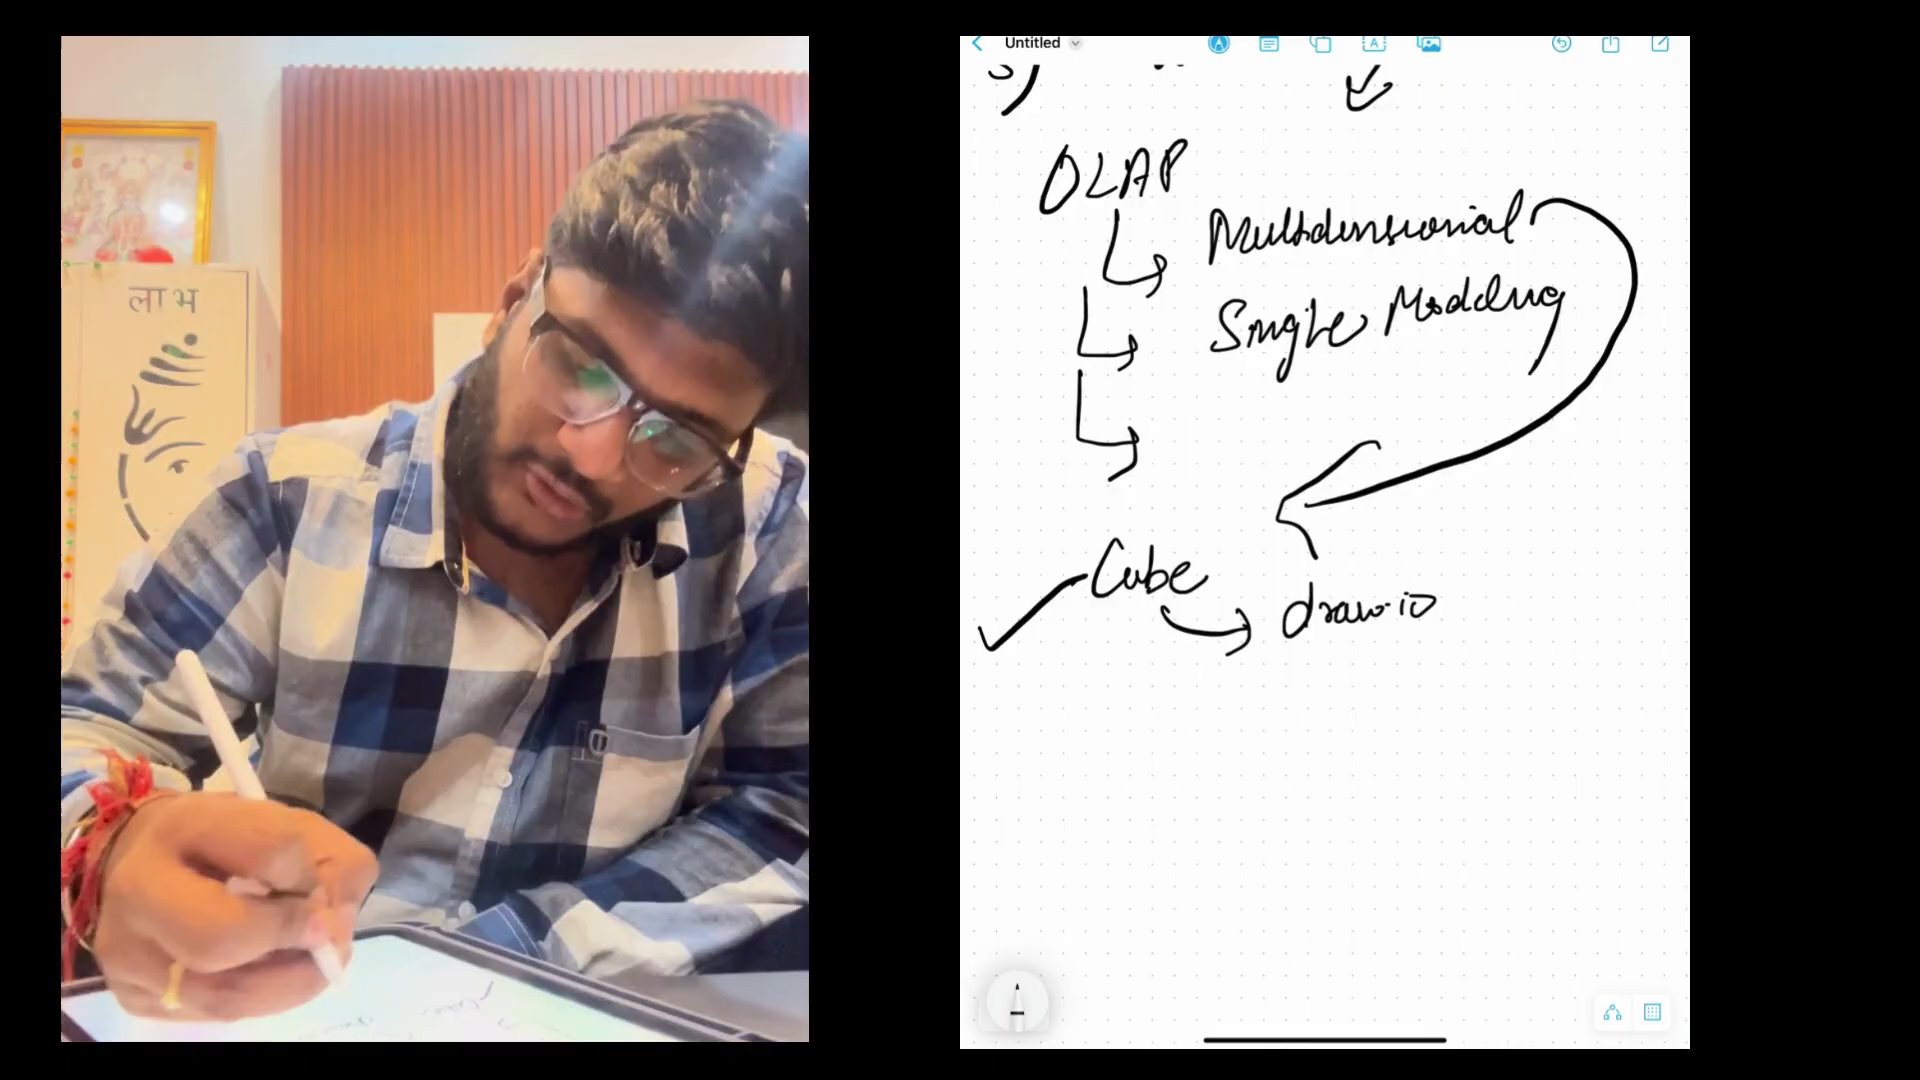 Untitled
लाभ
OLAP
Multidimensional
Single Modeling
Cube
draw.io